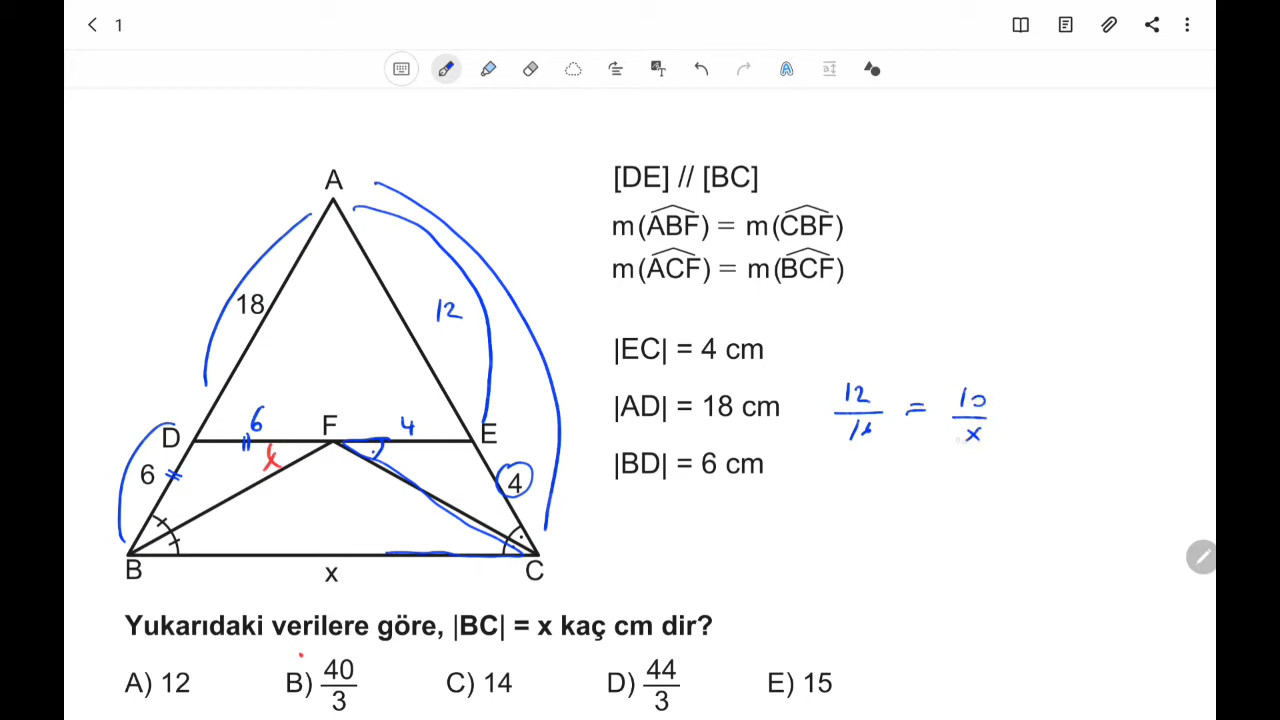 1
A
[DE] // [BC]
m(ABF) = m(CBF)
m(ACF) = m(BCF)
18
12
|EC| = 4 cm
|AD| = 18 cm
12/16 = 10/x
|BD| = 6 cm
D
6
F
4
E
6
4
B
x
C
Yukarıdaki verilere göre, |BC| = x kaç cm dir?
A) 12 B) 40/3 C) 14 D) 44/3 E) 15